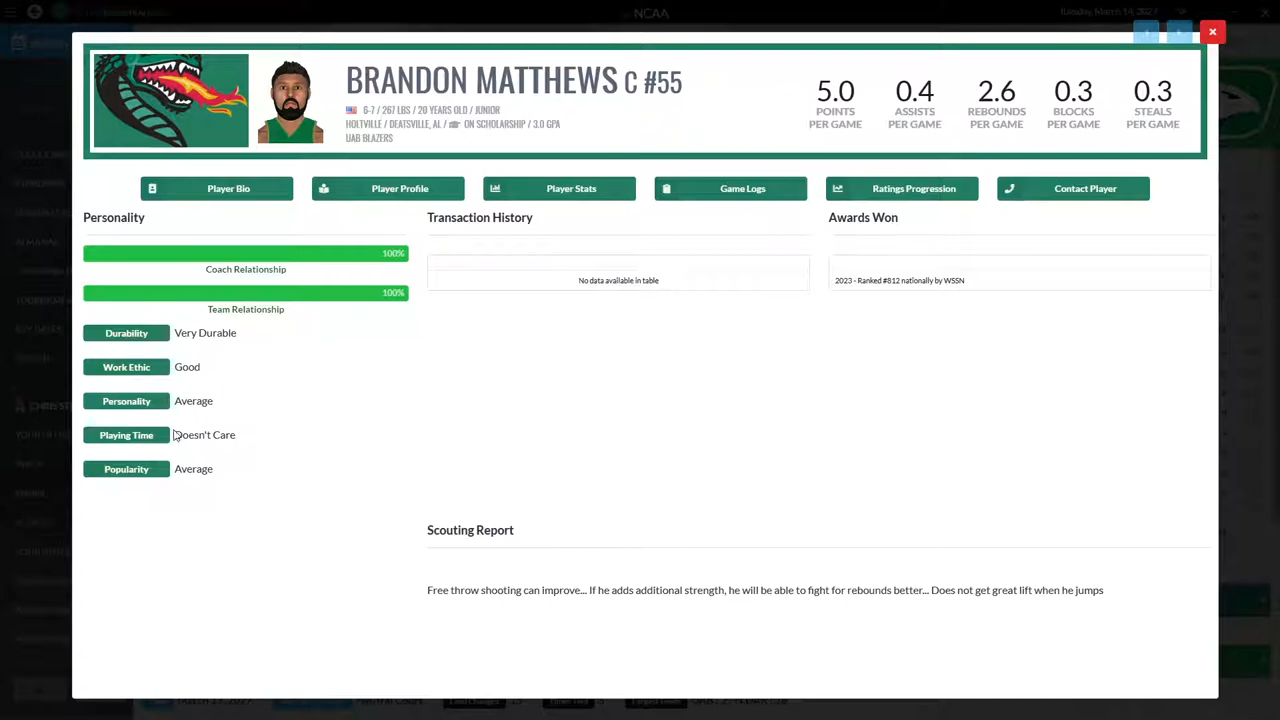 NCAA
Tuesday, March 14, 2027
BRANDON MATTHEWS C #55
6-7 / 267 LBS / 20 YEARS OLD / JUNIOR
HOLTVILLE / DEATSVILLE, AL / ON SCHOLARSHIP / 3.0 GPA
UAB BLAZERS
5.0 0.4 2.6 0.3 0.3
POINTS ASSISTS REBOUNDS BLOCKS STEALS
PER GAME PER GAME PER GAME PER GAME PER GAME
Player Bio Player Profile Player Stats Game Logs Ratings Progression Contact Player
Personality
100%
Coach Relationship
100%
Team Relationship
Durability Very Durable
Work Ethic Good
Personality Average
Playing Time Doesn't Care
Popularity Average
Transaction History
No data available in table
Awards Won
2023 - Ranked #812 nationally by WSSN
Scouting Report
Free throw shooting can improve... If he adds additional strength, he will be able to fight for rebounds better... Does not get great lift when he jumps